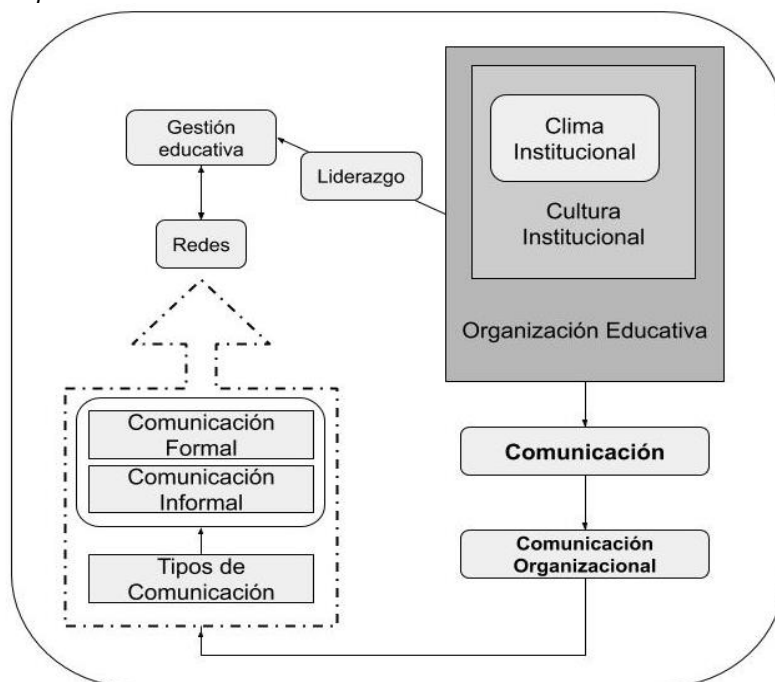 Gestión
educativa
Liderazgo
Redes
Clima
Institucional
Cultura
Institucional
Organización Educativa
Comunicación
Comunicación
Organizacional
Comunicación
Formal
Comunicación
Informal
Tipos de
Comunicación